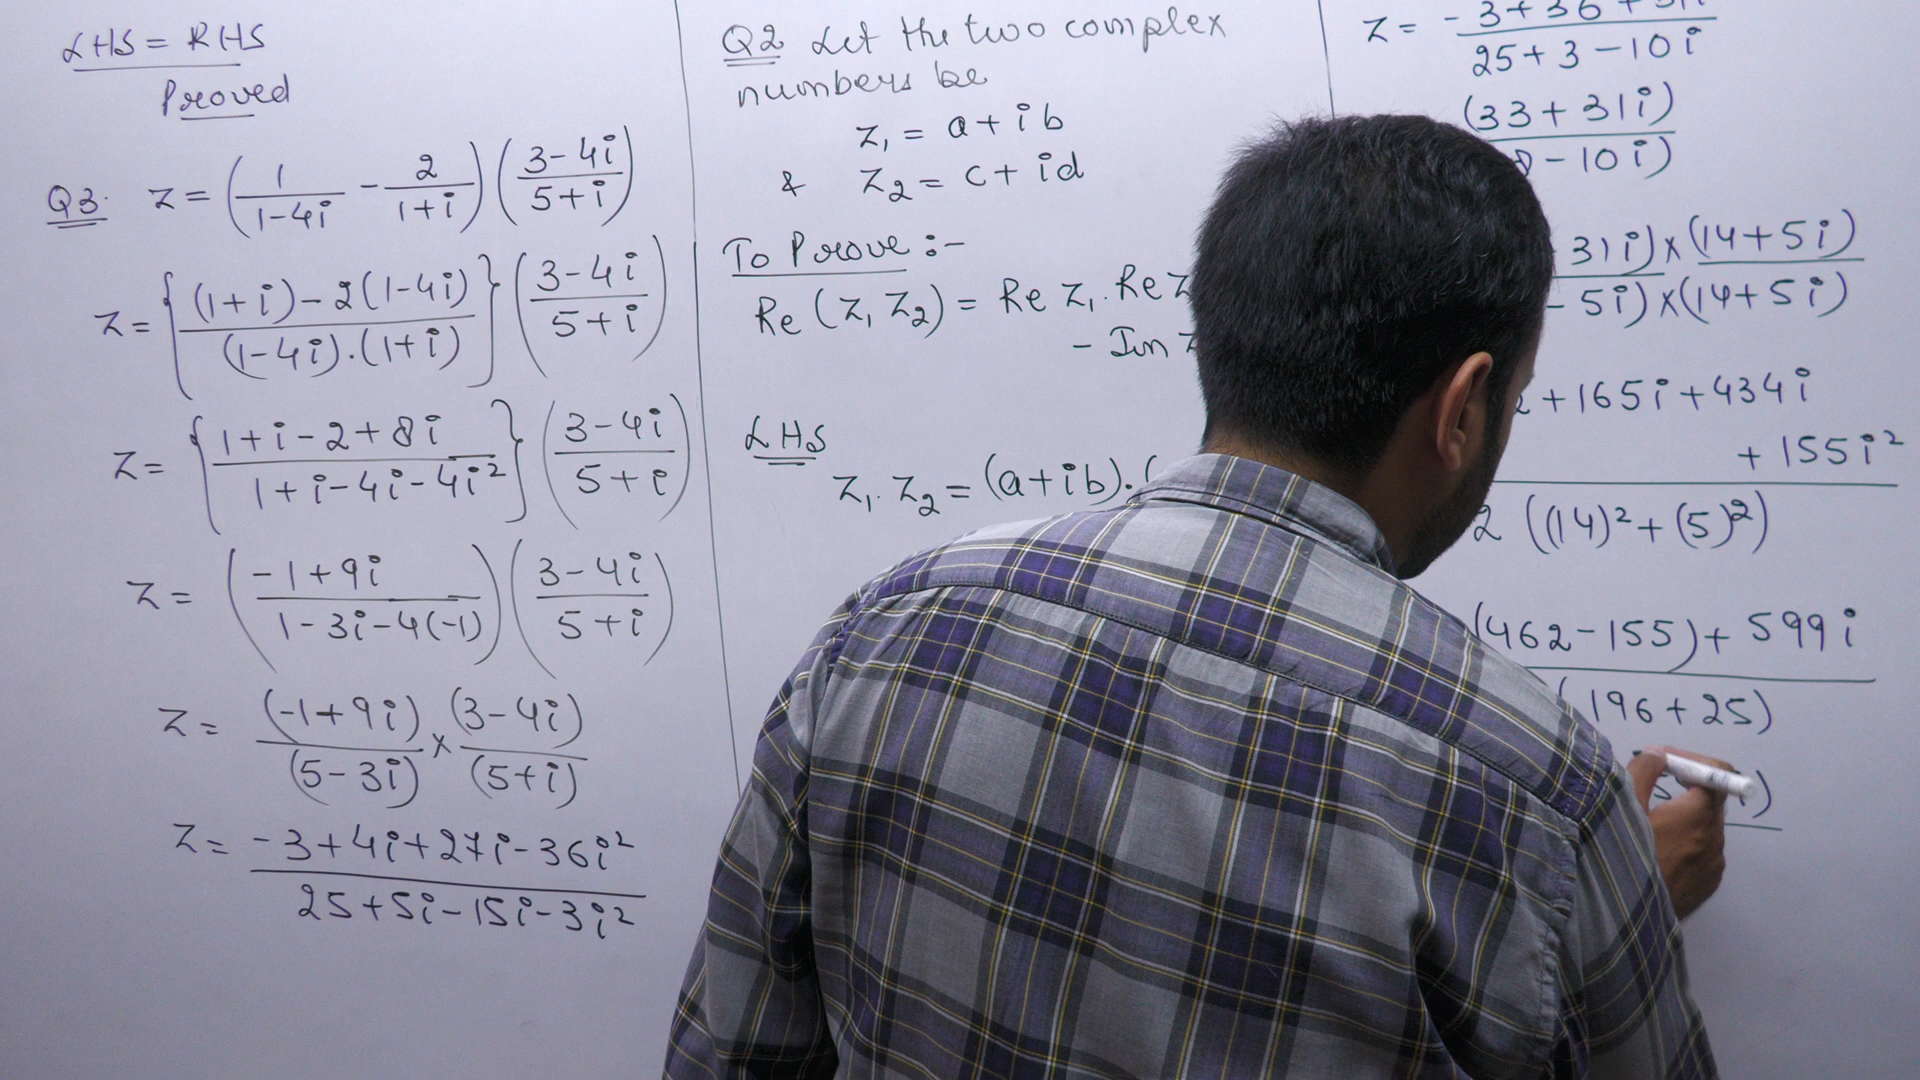 LHS = RHS
Proved
Q3. z = (1/(1-4i) - 2/(1+i)) ((3-4i)/(5+i))
z = {((1+i)-2(1-4i))/((1-4i).(1+i))} ((3-4i)/(5+i))
z = {(1+i-2+8i)/(1+i-4i-4i²)} ((3-4i)/(5+i))
z = ((-1+9i)/(1-3i-4(-1))) ((3-4i)/(5+i))
z = (-1+9i)/(5-3i) × (3-4i)/(5+i)
z = (-3+4i+27i-36i²)/(25+5i-15i-3i²)
Q2 Let the two complex
numbers be
z₁ = a+ib
& z₂ = c+id
To Prove :-
Re (z₁ z₂) = Re z₁. Re z
- Im z
LHS
z₁. z₂ = (a+ib).(
z = -3+36+31i
25+3-10i
(33+31i)
8-10i)
31i)×(14+5i)
-5i)×(14+5i)
2+165i+434i
+155i²
2 ((14)²+(5)²)
(462-155)+599i
(196+25)